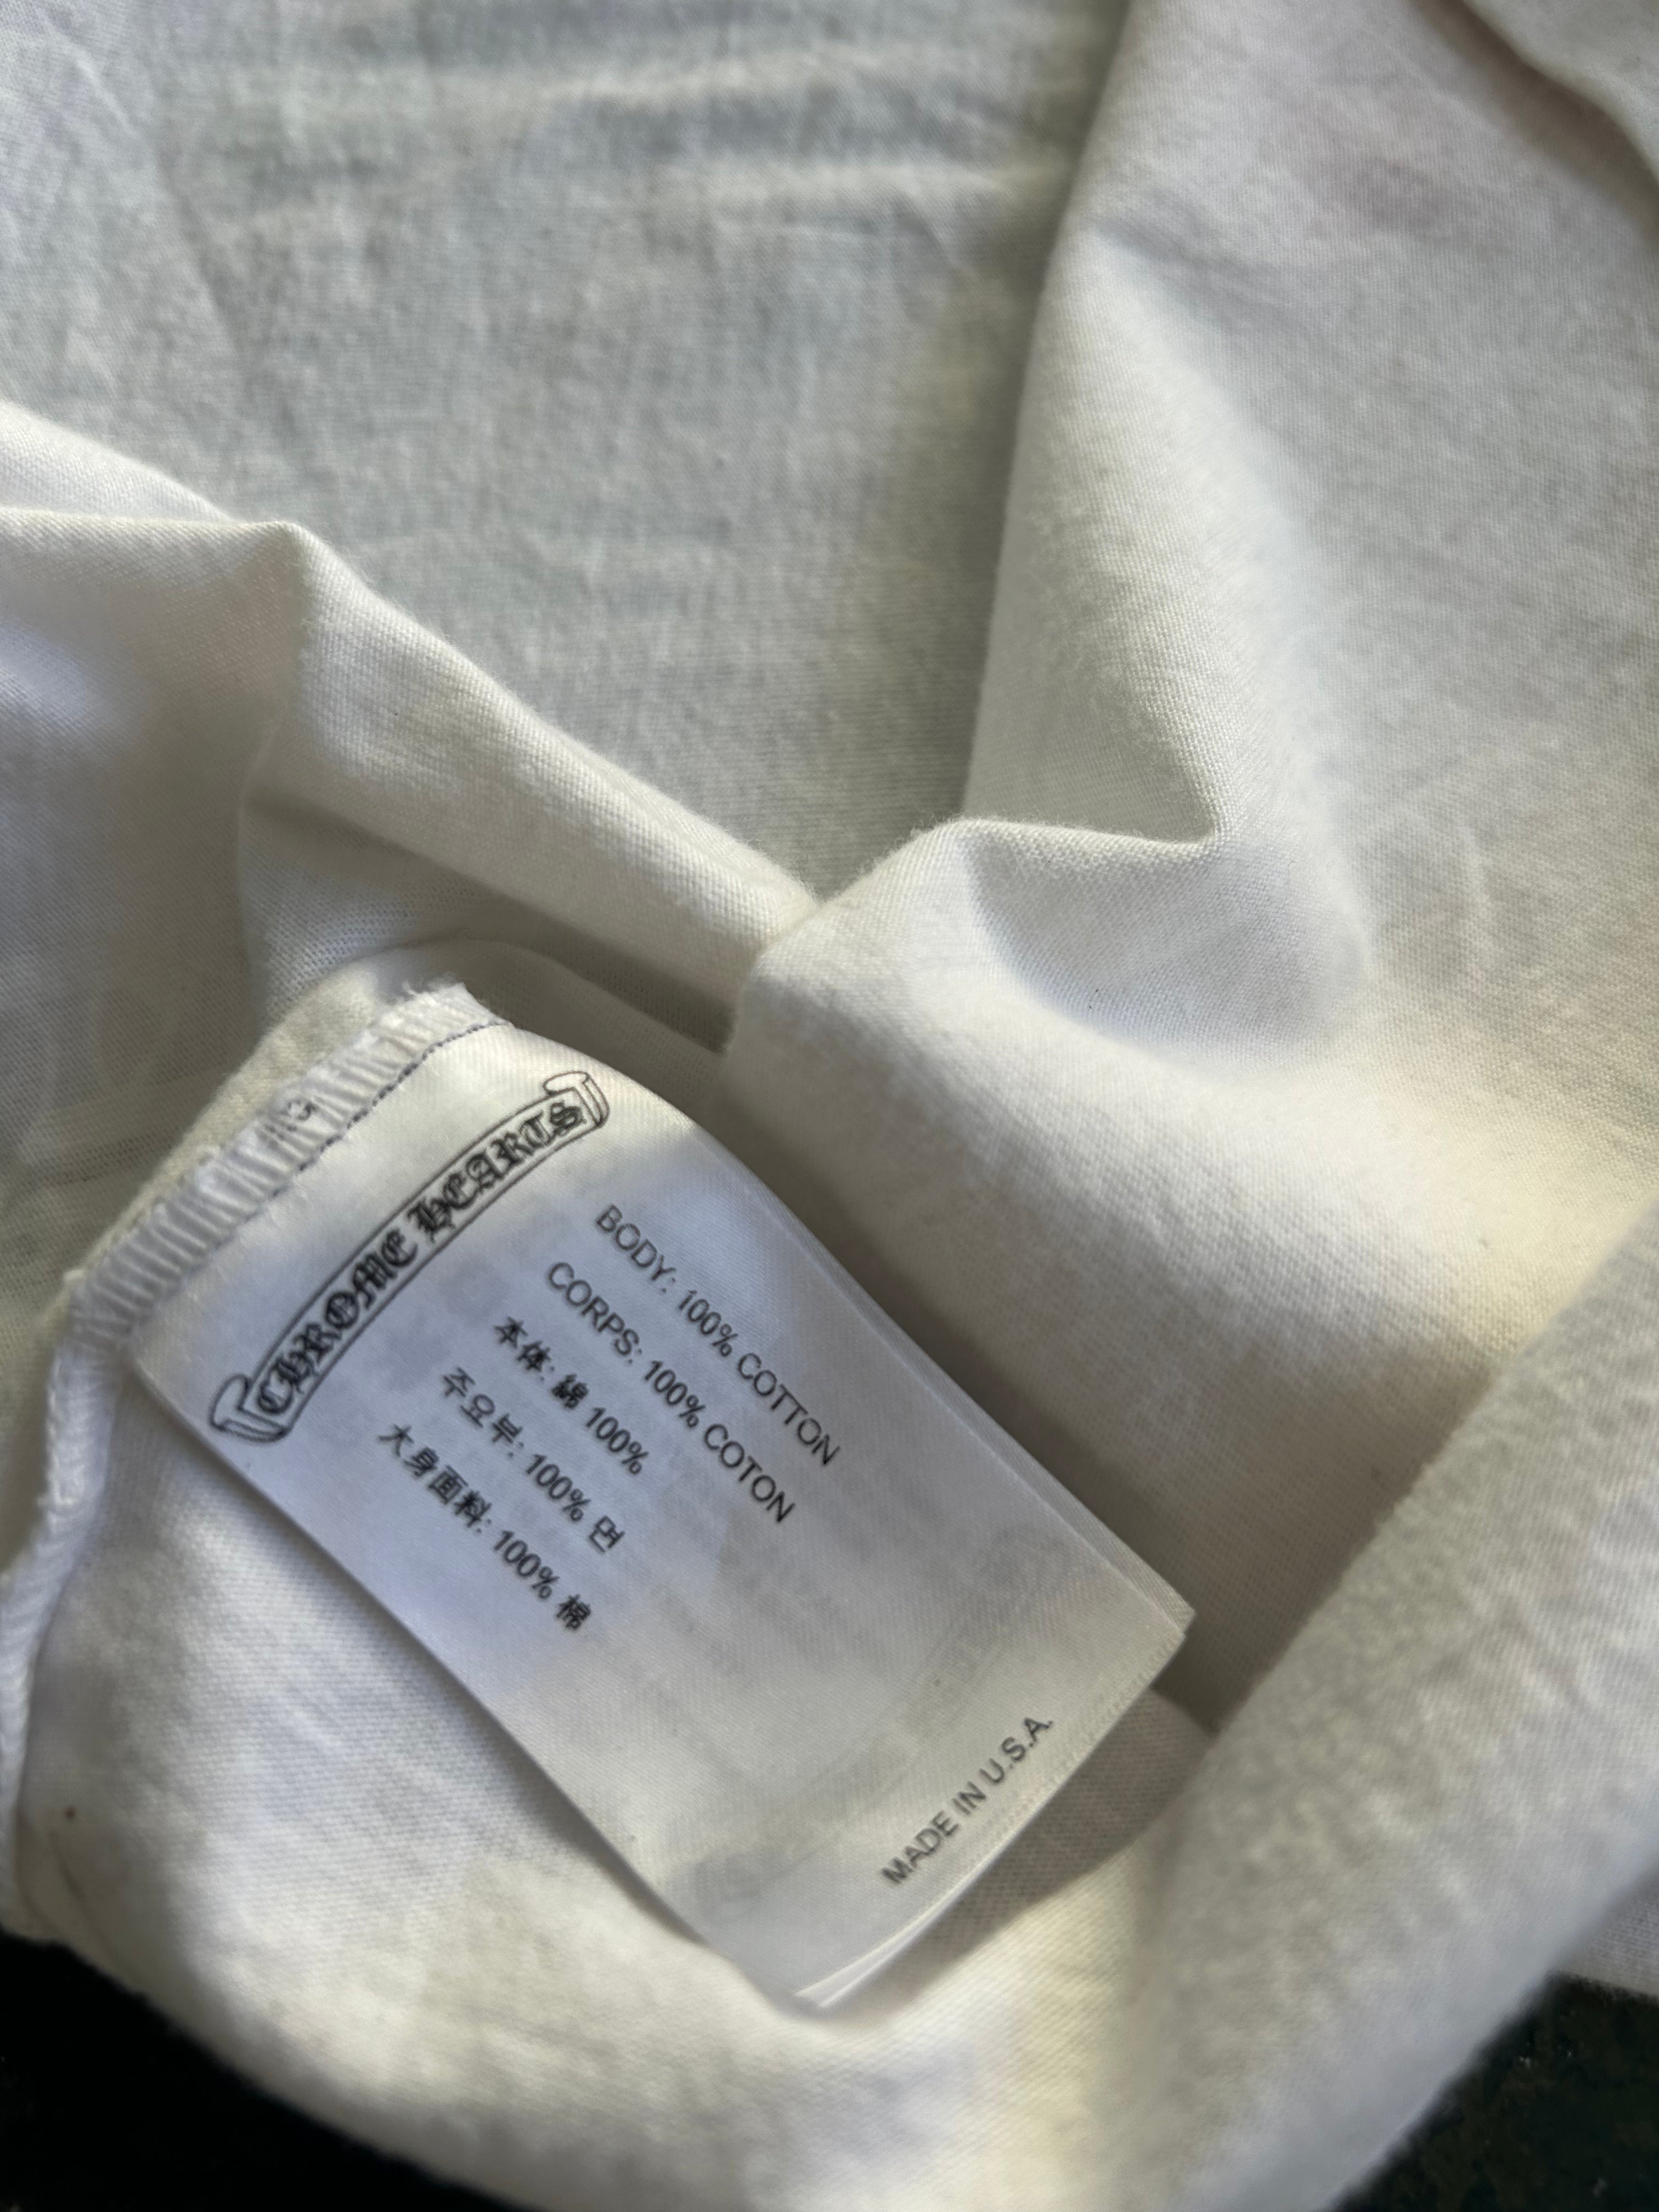 CHROME HEARTS
BODY: 100% COTTON
CORPS: 100% COTON
本体: 綿 100%
주요부: 100% 면
大身面料: 100% 棉
MADE IN U.S.A.